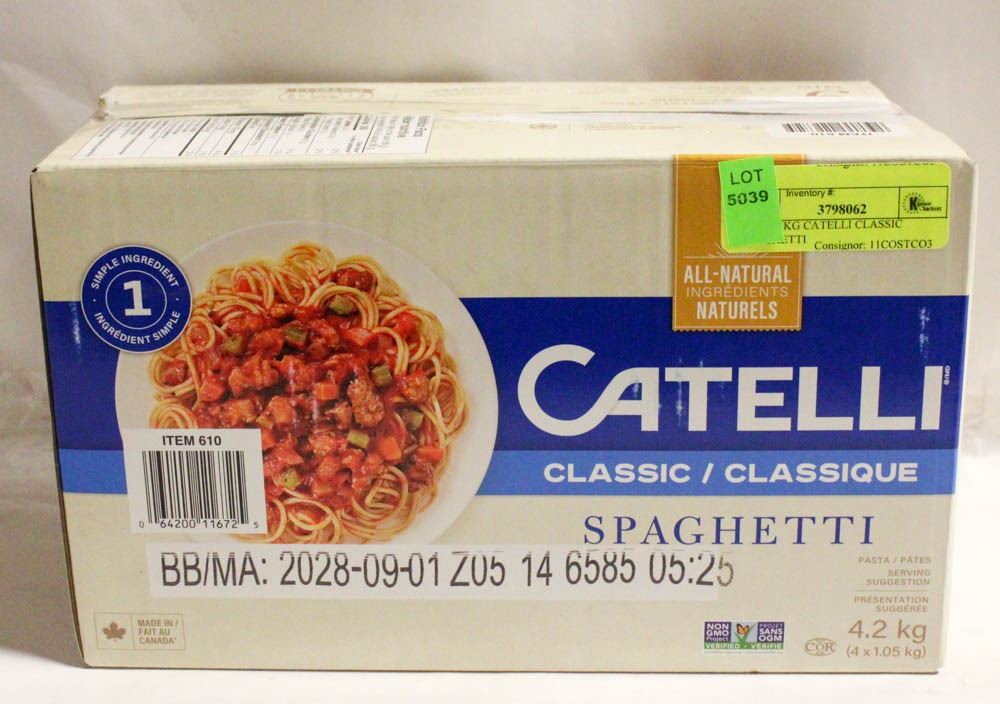 LOT
5039
Inventory #:
3798062
KG CATELLI CLASSIC
Consignor: 11COSTCO3
SIMPLE INGREDIENT
1
INGRÉDIENT SIMPLE
ALL-NATURAL
INGRÉDIENTS
NATURELS
CATELLI
CLASSIC / CLASSIQUE
SPAGHETTI
ITEM 610
0 64200 11672 5
BB/MA: 2028-09-01 Z05 14 6585 05:25
PASTA / PÂTES
SERVING
SUGGESTION
PRÉSENTATION
SUGGÉRÉE
MADE IN /
FAIT AU
CANADA
NON
GMO
Project
VERIFIED
PROJET
SANS
OGM
VÉRIFIÉ
COR
4.2 kg
(4 x 1.05 kg)